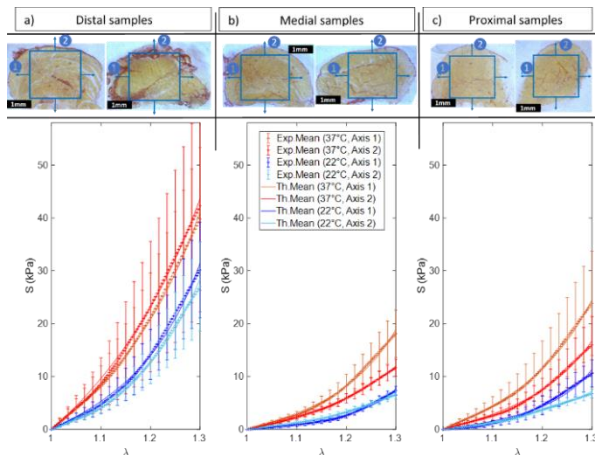 a) Distal samples
b) Medial samples
c) Proximal samples
2
1
1mm
2
1
1mm
2
1mm
1
1mm
2
1
1mm
2
1
1mm
Exp.Mean (37°C, Axis 1)
Exp.Mean (37°C, Axis 2)
Exp.Mean (22°C, Axis 1)
Exp.Mean (22°C, Axis 2)
Th.Mean (37°C, Axis 1)
Th.Mean (37°C, Axis 2)
Th.Mean (22°C, Axis 1)
Th.Mean (22°C, Axis 2)
S (kPa)
50
40
30
20
10
0
1 1.1 1.2 1.3
λ
S (kPa)
50
40
30
20
10
0
1 1.1 1.2 1.3
λ
S (kPa)
50
40
30
20
10
0
1 1.1 1.2 1.3
λ